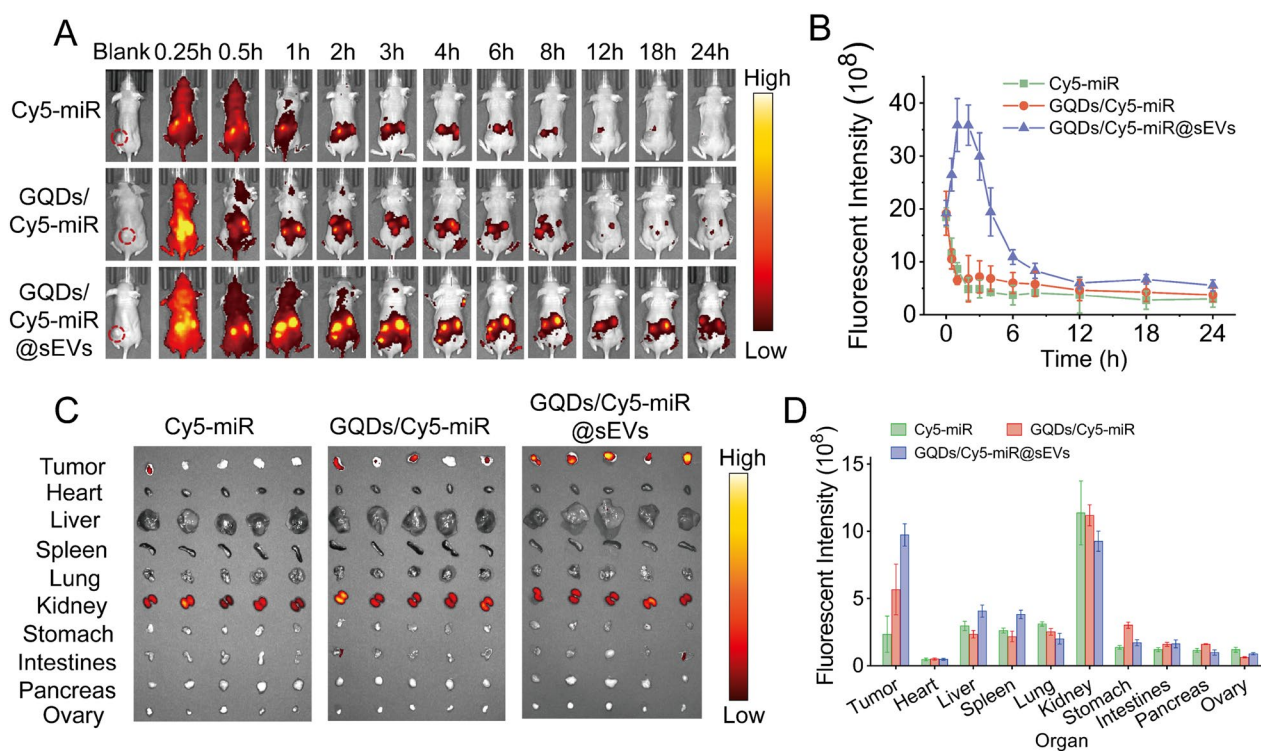 A
Blank 0.25h 0.5h 1h 2h 3h 4h 6h 8h 12h 18h 24h
Cy5-miR
GQDs/
Cy5-miR
GQDs/
Cy5-miR
@sEVs
High
Low
B
Fluorescent Intensity (10⁸)
40
30
20
10
0
0 6 12 18 24
Time (h)
Cy5-miR
GQDs/Cy5-miR
GQDs/Cy5-miR@sEVs
C
Cy5-miR
GQDs/Cy5-miR
GQDs/Cy5-miR
@sEVs
Tumor
Heart
Liver
Spleen
Lung
Kidney
Stomach
Intestines
Pancreas
Ovary
High
Low
D
Cy5-miR GQDs/Cy5-miR
GQDs/Cy5-miR@sEVs
Fluorescent Intensity (10⁸)
15
10
5
0
Tumor Heart Liver Spleen Lung Kidney Stomach Intestines Pancreas Ovary
Organ